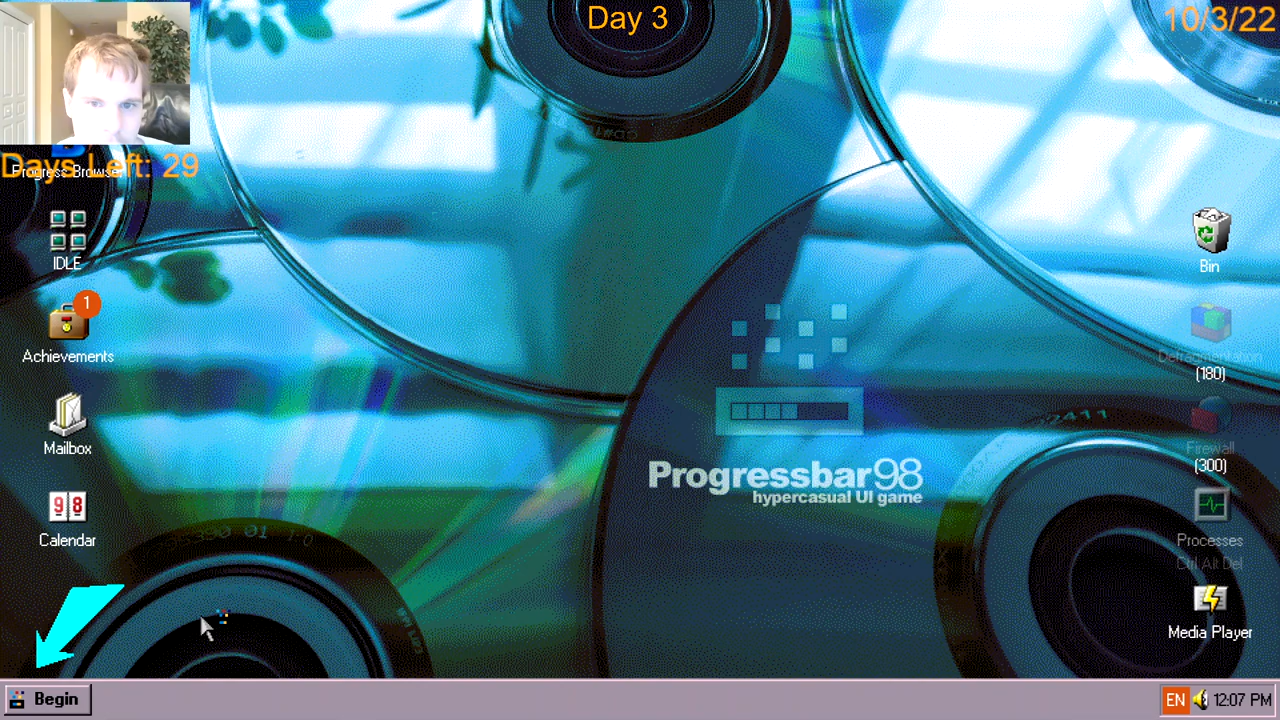 Day 3
10/3/22
Days Left: 29
Progress Browser
IDLE
1
Achievements
Mailbox
98
Calendar
Bin
Defragmentation
(180)
Firewall
(300)
Processes
Ctrl Alt Del
Media Player
Progressbar98
hypercasual UI game
Begin
EN
12:07 PM